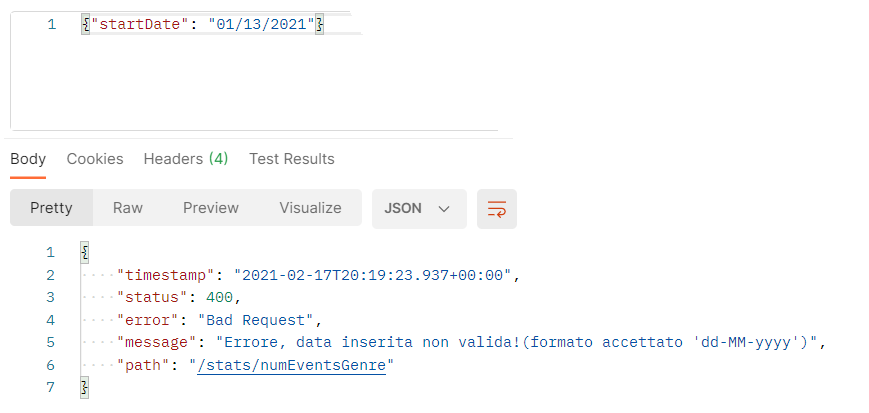 1 {"startDate": "01/13/2021"}
Body Cookies Headers (4) Test Results
Pretty Raw Preview Visualize JSON
1 {
2 "timestamp": "2021-02-17T20:19:23.937+00:00",
3 "status": 400,
4 "error": "Bad Request",
5 "message": "Errore, data inserita non valida!(formato accettato 'dd-MM-yyyy')",
6 "path": "/stats/numEventsGenre"
7 }